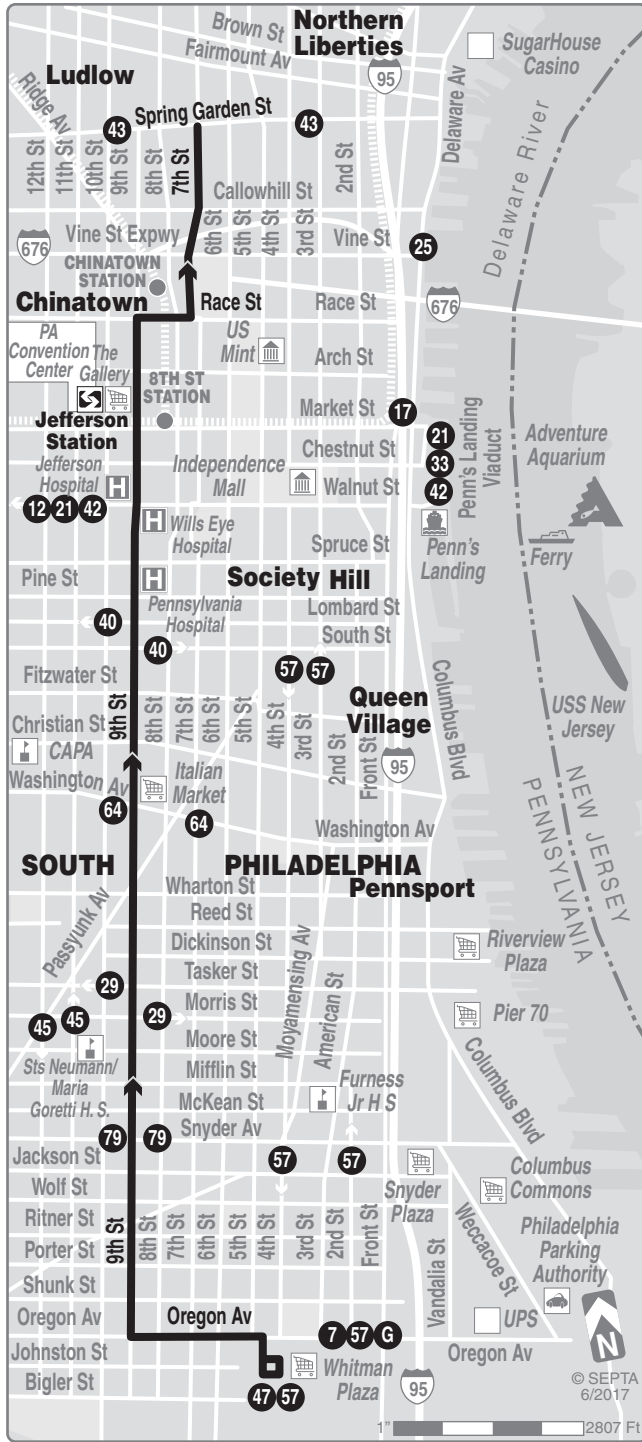 Brown St
Northern
Liberties
Fairmount Av
95
SugarHouse
Casino
Ludlow
Ridge Av
Spring Garden St
43
43
Delaware Av
Delaware River
12th St
11th St
10th St
9th St
8th St
7th St
2nd St
Callowhill St
6th St
5th St
4th St
3rd St
Vine St Expwy
Vine St
676
25
CHINATOWN
STATION
Chinatown
Race St
Race St
676
PA
Convention
Center
The
Gallery
US
Mint
Arch St
8TH ST
STATION
Market St
17
Jefferson
Station
Chestnut St
21
33
42
Penn's Landing
Viaduct
Adventure
Aquarium
Jefferson
Hospital
H
Independence
Mall
Walnut St
12 21 42
H
Wills Eye
Hospital
Spruce St
Penn's
Landing
Ferry
Pine St
H
Society Hill
Pennsylvania
Hospital
Lombard St
40
South St
40
57 57
Fitzwater St
Columbus Blvd
USS New
Jersey
9th St
8th St
7th St
6th St
5th St
4th St
3rd St
2nd St
Front St
Queen
Village
Christian St
95
CAPA
Washington Av
Italian
Market
NEW JERSEY
PENNSYLVANIA
64
64
Washington Av
SOUTH
PHILADELPHIA
Pennsport
Wharton St
Reed St
Passyunk Av
Dickinson St
Moyamensing Av
American St
Riverview
Plaza
Tasker St
29
Morris St
29
Pier 70
45 45
Moore St
Sts Neumann/
Maria
Goretti H. S.
Mifflin St
Furness
Jr H S
Columbus Blvd
McKean St
79 79
Snyder Av
57
57
Jackson St
Wolf St
Snyder
Plaza
Columbus
Commons
Ritner St
9th St
8th St
7th St
6th St
5th St
4th St
3rd St
2nd St
Front St
Vandalia St
Weccacoe St
Philadelphia
Parking
Authority
Porter St
Shunk St
Oregon Av
Oregon Av
7 57 G
UPS
N
Johnston St
Oregon Av
Whitman
Plaza
Bigler St
47 57
95
© SEPTA
6/2017
1"
2807 Ft